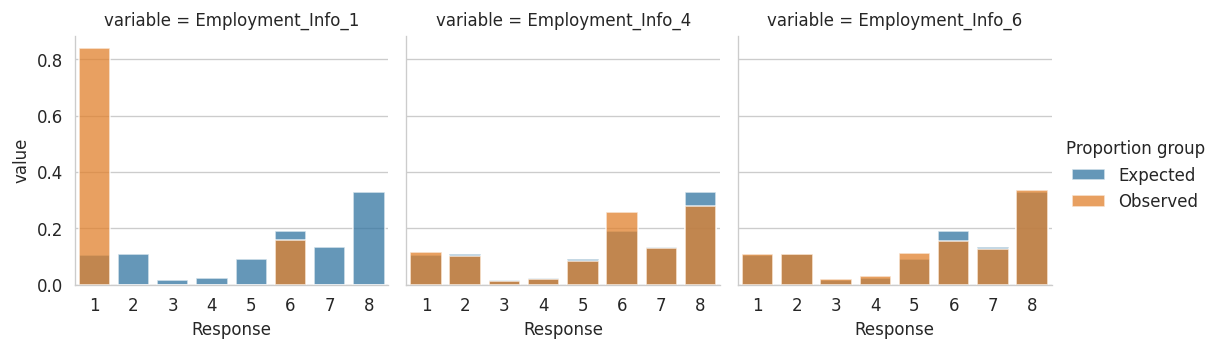 variable = Employment_Info_1
variable = Employment_Info_4
variable = Employment_Info_6
value
0.8
0.6
0.4
0.2
0.0
1 2 3 4 5 6 7 8
1 2 3 4 5 6 7 8
1 2 3 4 5 6 7 8
Response
Response
Response
Proportion group
Expected
Observed